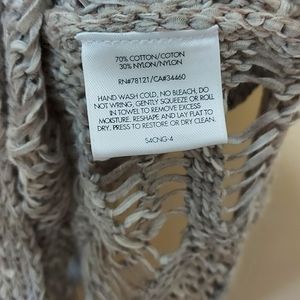 70% COTTON/COTON
30% NYLON/NYLON
RN#78121/CA#34460
HAND WASH COLD, NO BLEACH, DO
NOT WRING, GENTLY SQUEEZE OR ROLL
IN TOWEL TO REMOVE EXCESS
MOISTURE. RESHAPE AND LAY FLAT TO
DRY. PRESS TO RESTORE OR DRY CLEAN.
S4CNG-4